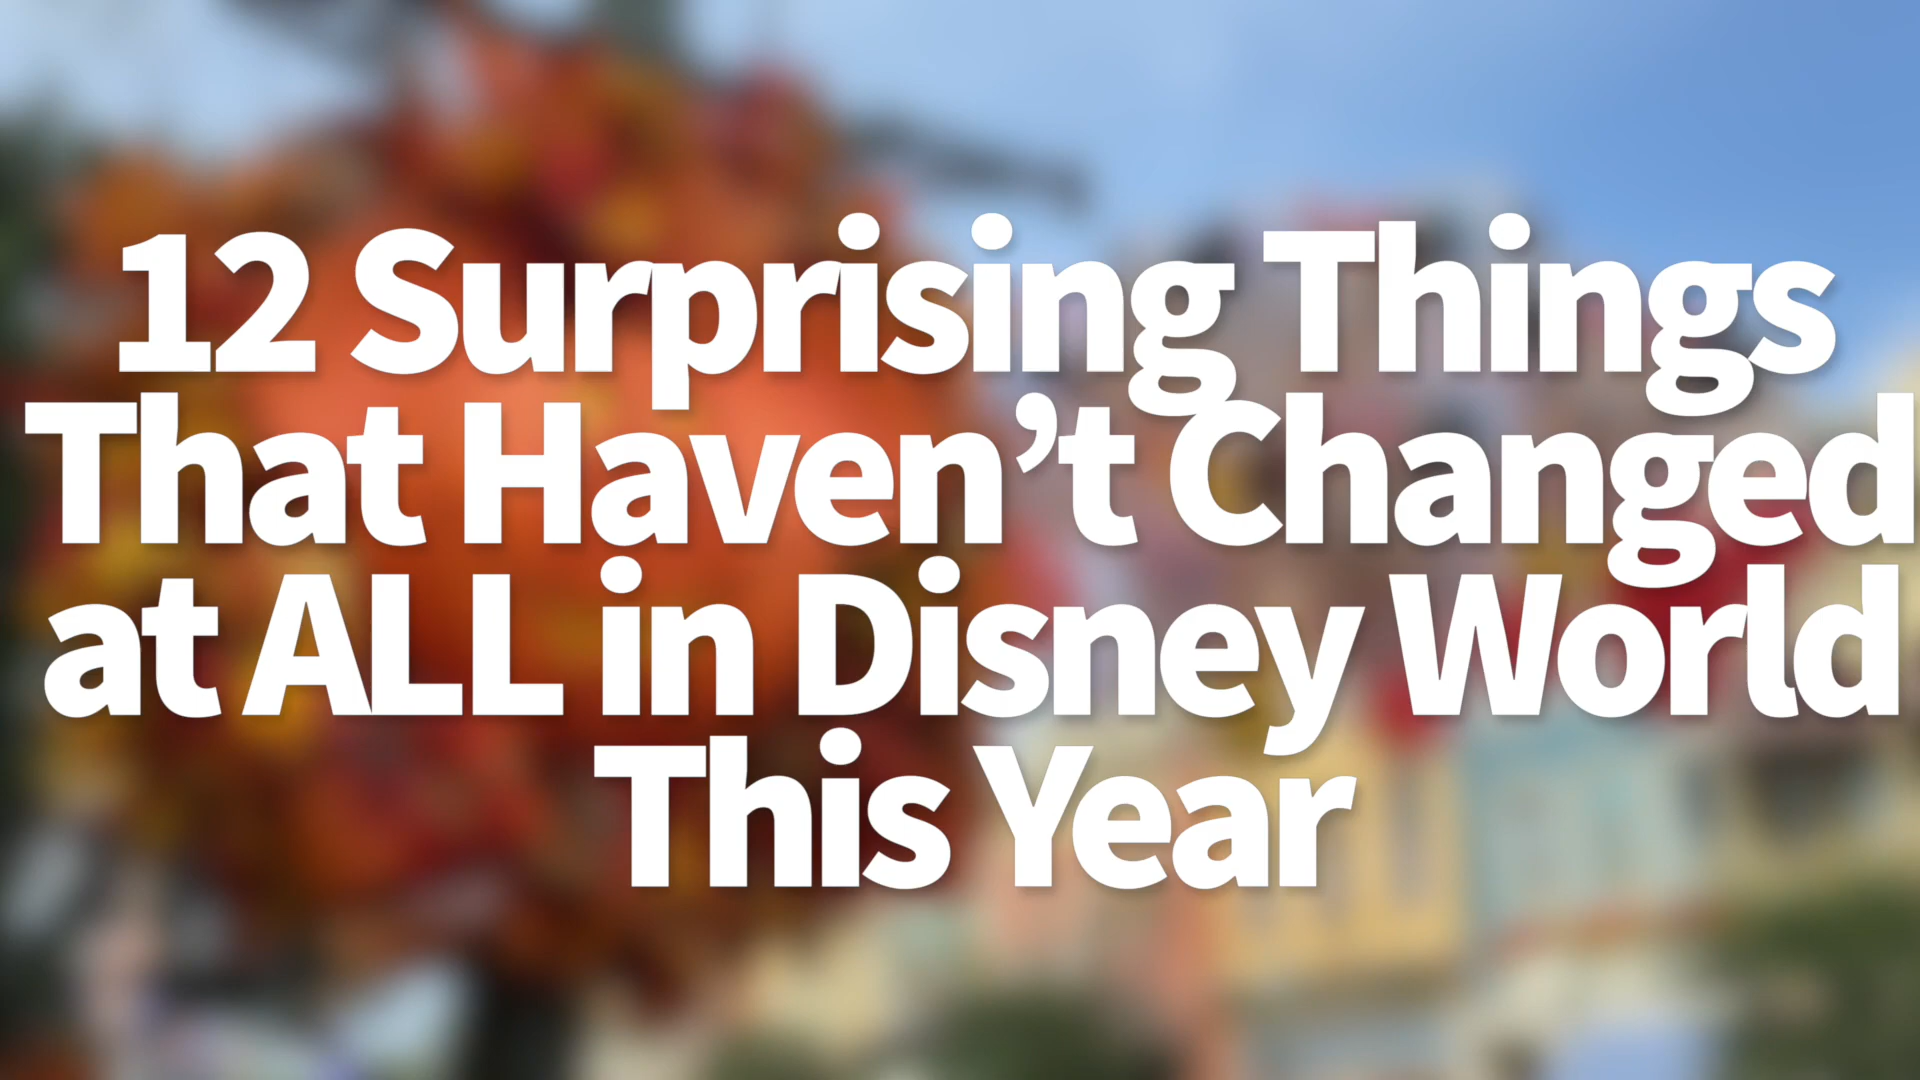 12 Surprising Things
That Haven’t Changed
at ALL in Disney World
This Year